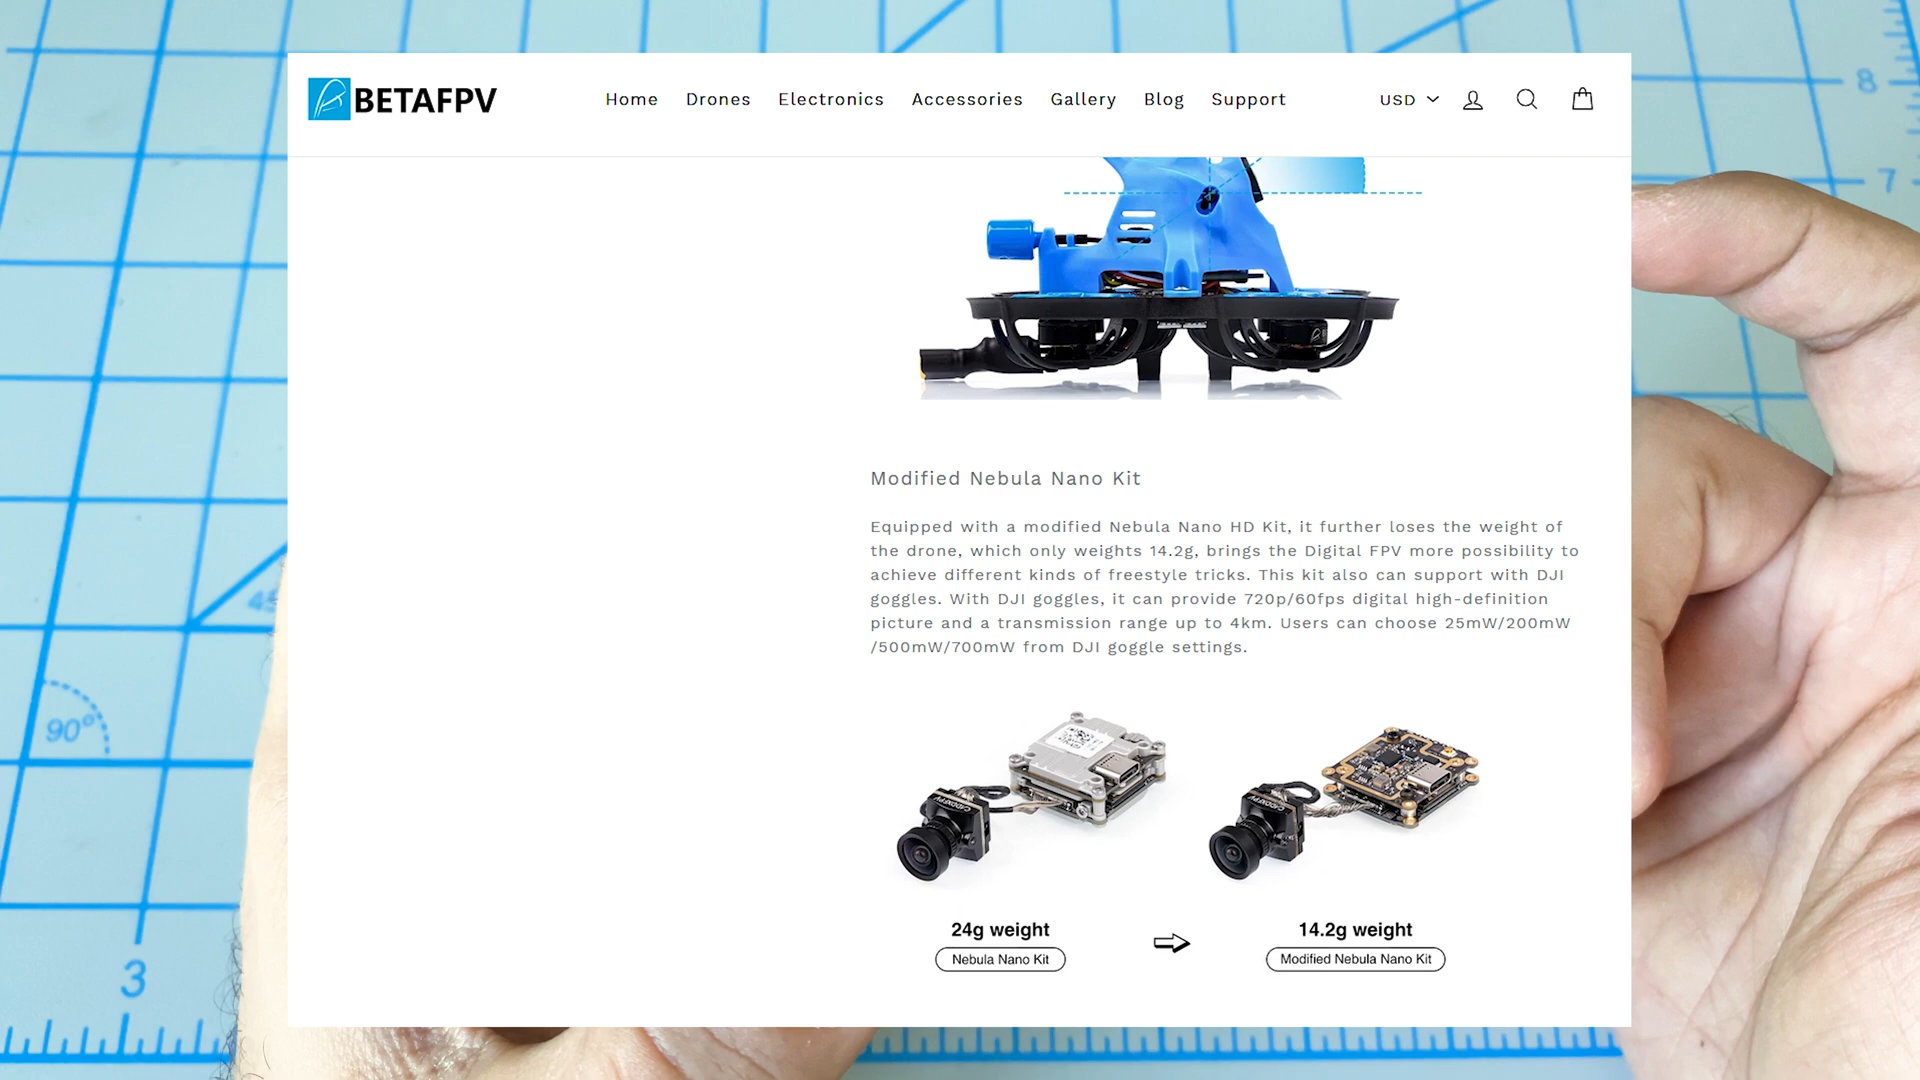 BETAFPV
Home Drones Electronics Accessories Gallery Blog Support
USD
8
7
Modified Nebula Nano Kit
Equipped with a modified Nebula Nano HD Kit, it further loses the weight of
the drone, which only weights 14.2g, brings the Digital FPV more possibility to
achieve different kinds of freestyle tricks. This kit also can support with DJI
goggles. With DJI goggles, it can provide 720p/60fps digital high-definition
picture and a transmission range up to 4km. Users can choose 25mW/200mW
/500mW/700mW from DJI goggle settings.
90°
CADDXFPV
24g weight
14.2g weight
Nebula Nano Kit
Modified Nebula Nano Kit
3